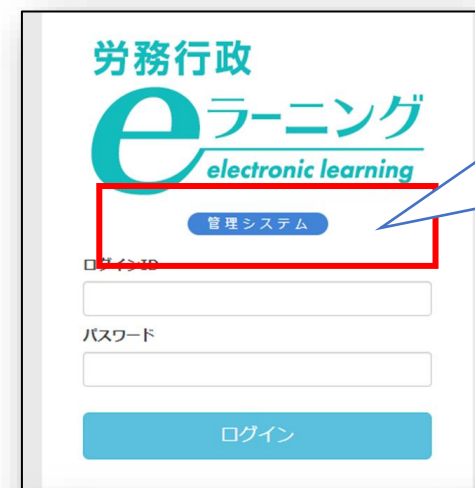 労務行政
eラーニング
electronic learning
管理システム
ログインID
パスワード
ログイン